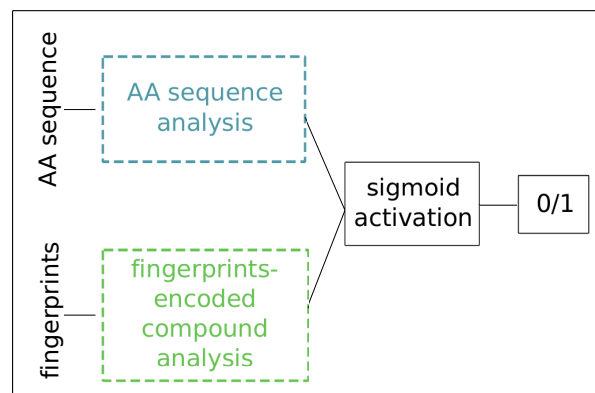 AA sequence
AA sequence
analysis
sigmoid
activation
0/1
fingerprints
fingerprints-
encoded
compound
analysis